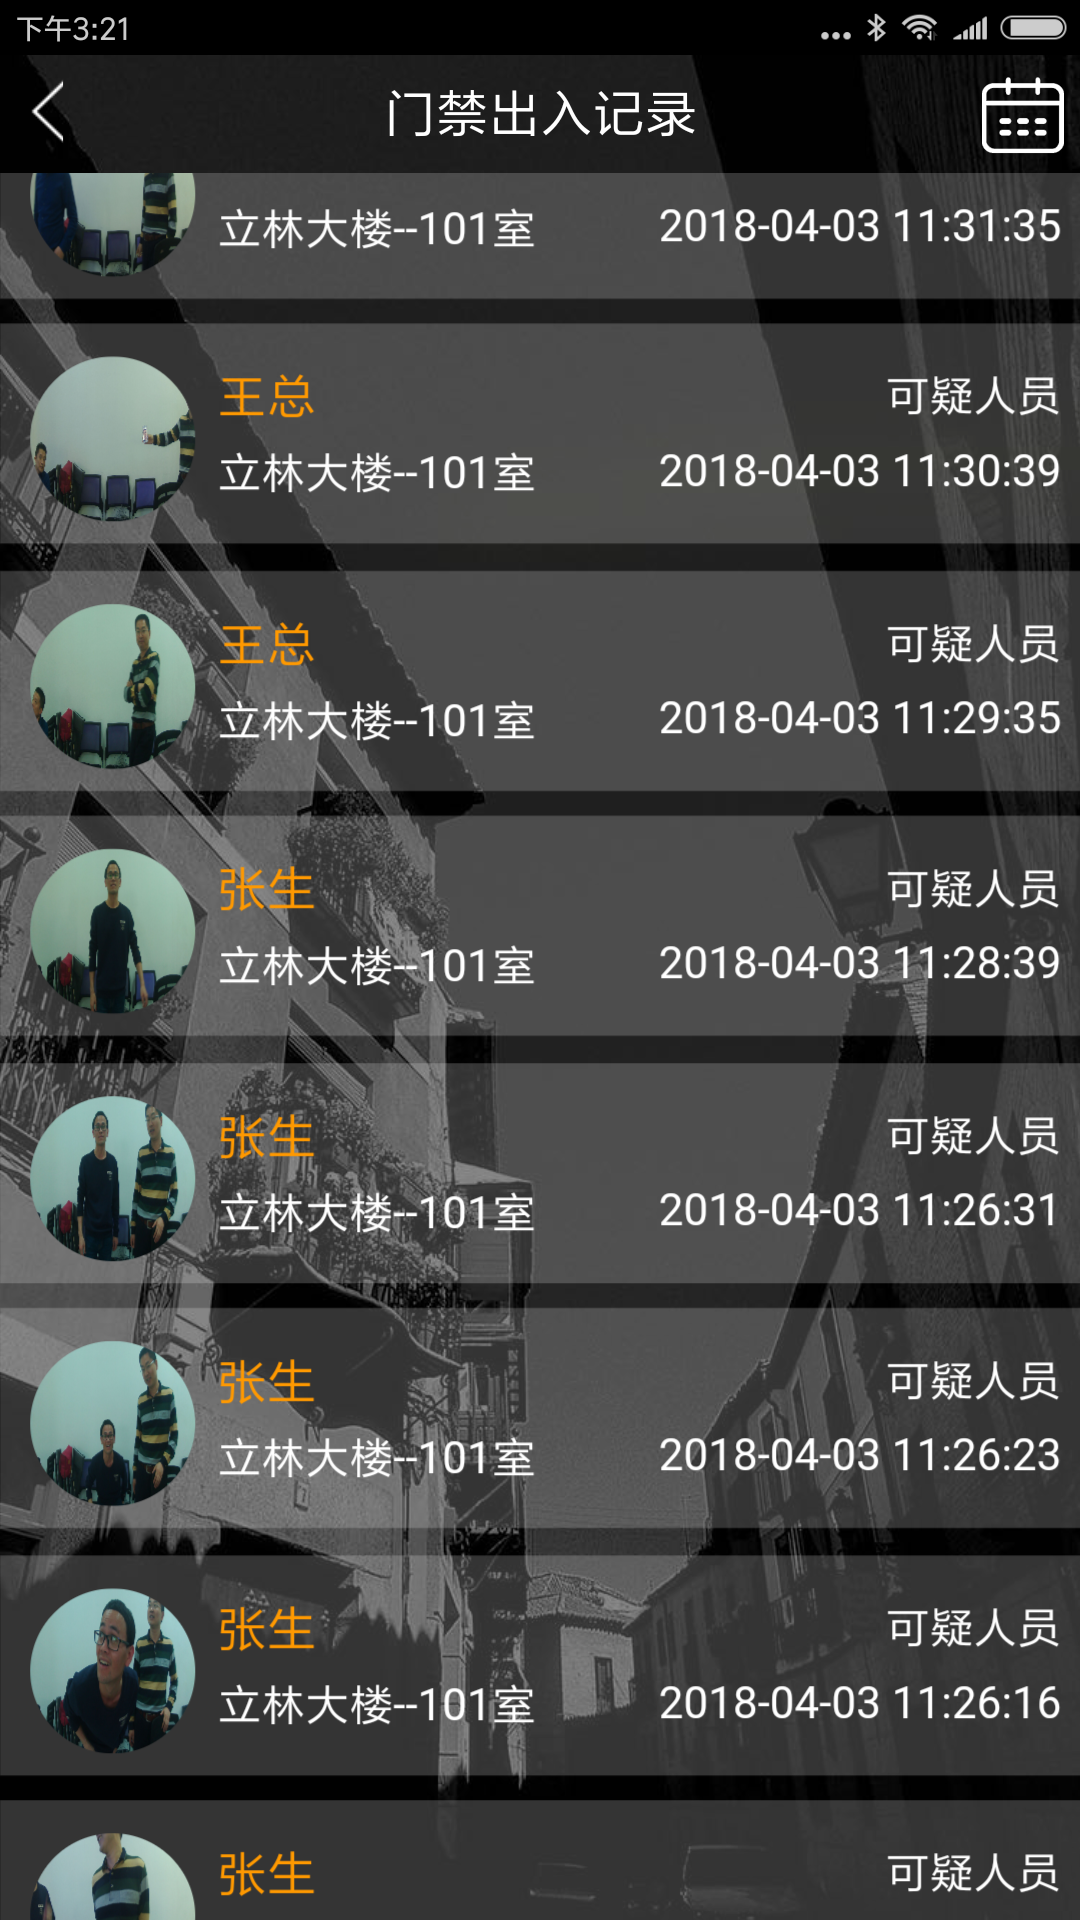 下午3:21
门禁出入记录
立林大楼--101室 2018-04-03 11:31:35
王总 可疑人员
立林大楼--101室 2018-04-03 11:30:39
王总 可疑人员
立林大楼--101室 2018-04-03 11:29:35
张生 可疑人员
立林大楼--101室 2018-04-03 11:28:39
张生 可疑人员
立林大楼--101室 2018-04-03 11:26:31
张生 可疑人员
立林大楼--101室 2018-04-03 11:26:23
张生 可疑人员
立林大楼--101室 2018-04-03 11:26:16
张生 可疑人员